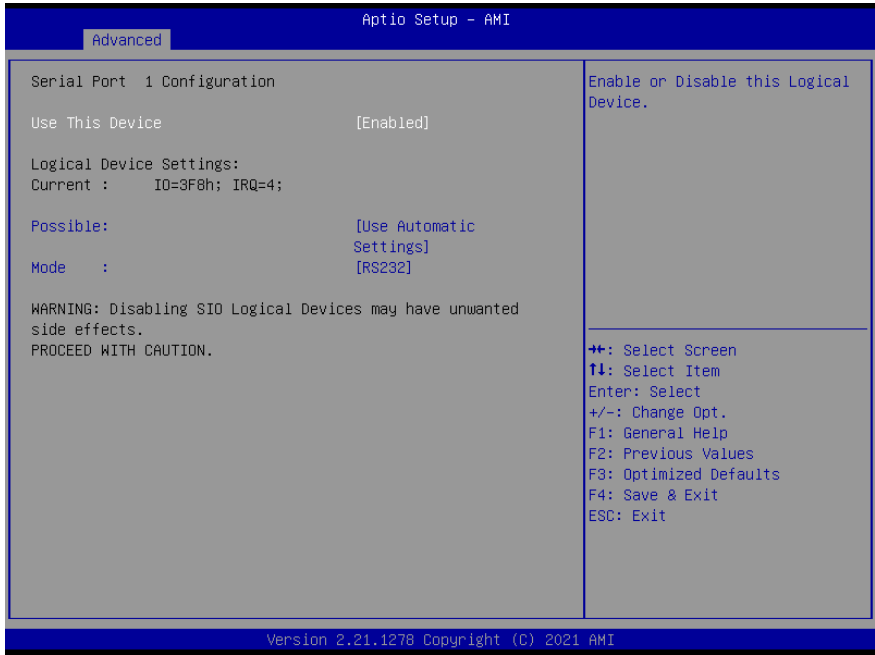 Aptio Setup – AMI
Advanced
Serial Port  1 Configuration
Use This Device [Enabled]
Logical Device Settings:
Current :     IO=3F8h; IRQ=4;
Possible: [Use Automatic
Settings]
Mode    : [RS232]
WARNING: Disabling SIO Logical Devices may have unwanted
side effects.
PROCEED WITH CAUTION.
Enable or Disable this Logical
Device.
→←: Select Screen
↑↓: Select Item
Enter: Select
+/-: Change Opt.
F1: General Help
F2: Previous Values
F3: Optimized Defaults
F4: Save & Exit
ESC: Exit
Version 2.21.1278 Copyright (C) 2021 AMI